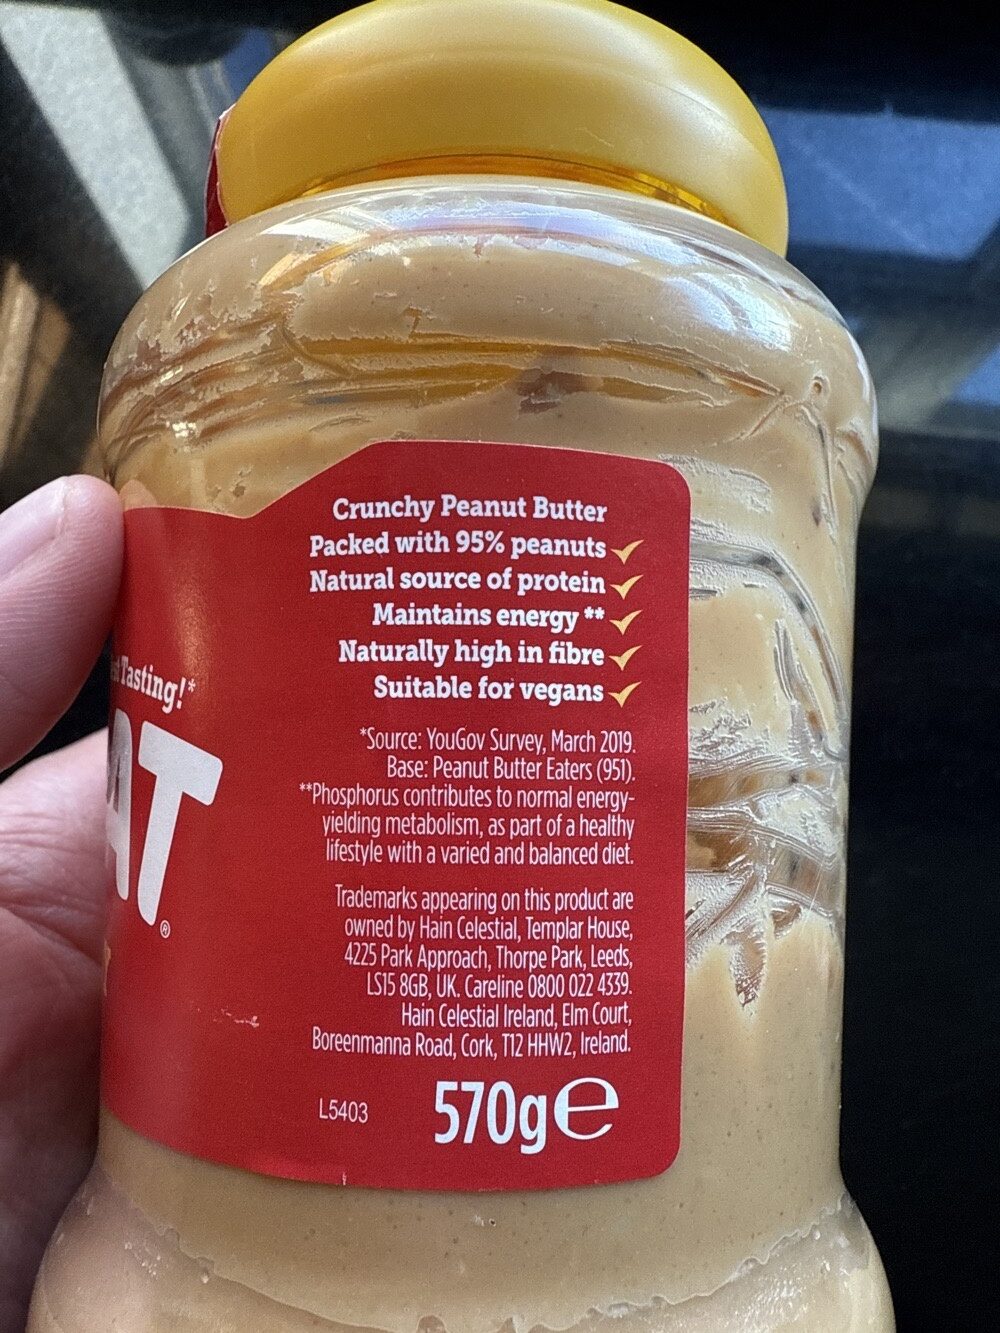 Tasting!*
AT®
Crunchy Peanut Butter
Packed with 95% peanuts ✓
Natural source of protein ✓
Maintains energy ** ✓
Naturally high in fibre ✓
Suitable for vegans ✓
*Source: YouGov Survey, March 2019.
Base: Peanut Butter Eaters (951).
**Phosphorus contributes to normal energy-
yielding metabolism, as part of a healthy
lifestyle with a varied and balanced diet.
Trademarks appearing on this product are
owned by Hain Celestial, Templar House,
4225 Park Approach, Thorpe Park, Leeds,
LS15 8GB, UK. Careline 0800 022 4339.
Hain Celestial Ireland, Elm Court,
Boreenmanna Road, Cork, T12 HHW2, Ireland.
L5403 570g ℮